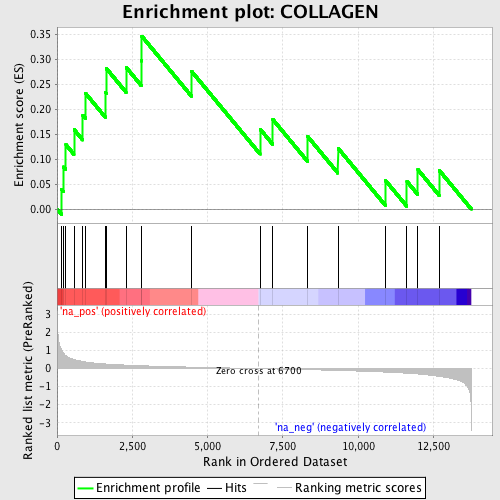 Enrichment plot: COLLAGEN
Enrichment score (ES)
0.35
0.30
0.25
0.20
0.15
0.10
0.05
0.00
'na_pos' (positively correlated)
Ranked list metric (PreRanked)
3
2
1
0
-1
-2
-3
Zero cross at 6700
'na_neg' (negatively correlated)
0 2,500 5,000 7,500 10,000 12,500
Rank in Ordered Dataset
Enrichment profile Hits Ranking metric scores